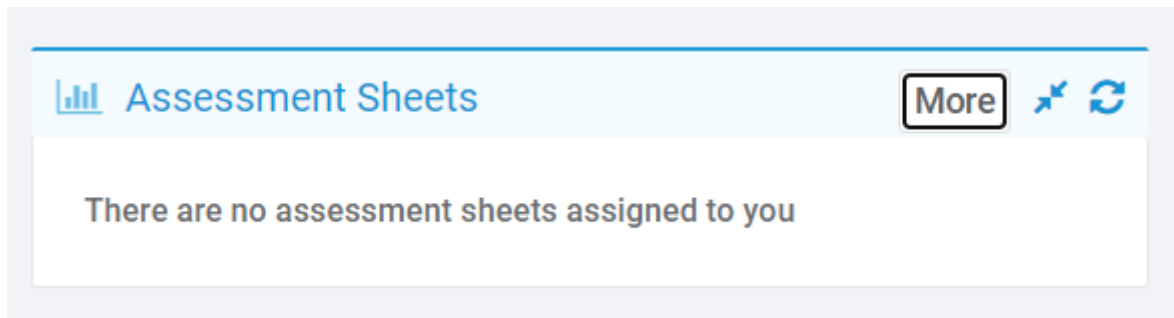 Assessment Sheets
More
There are no assessment sheets assigned to you